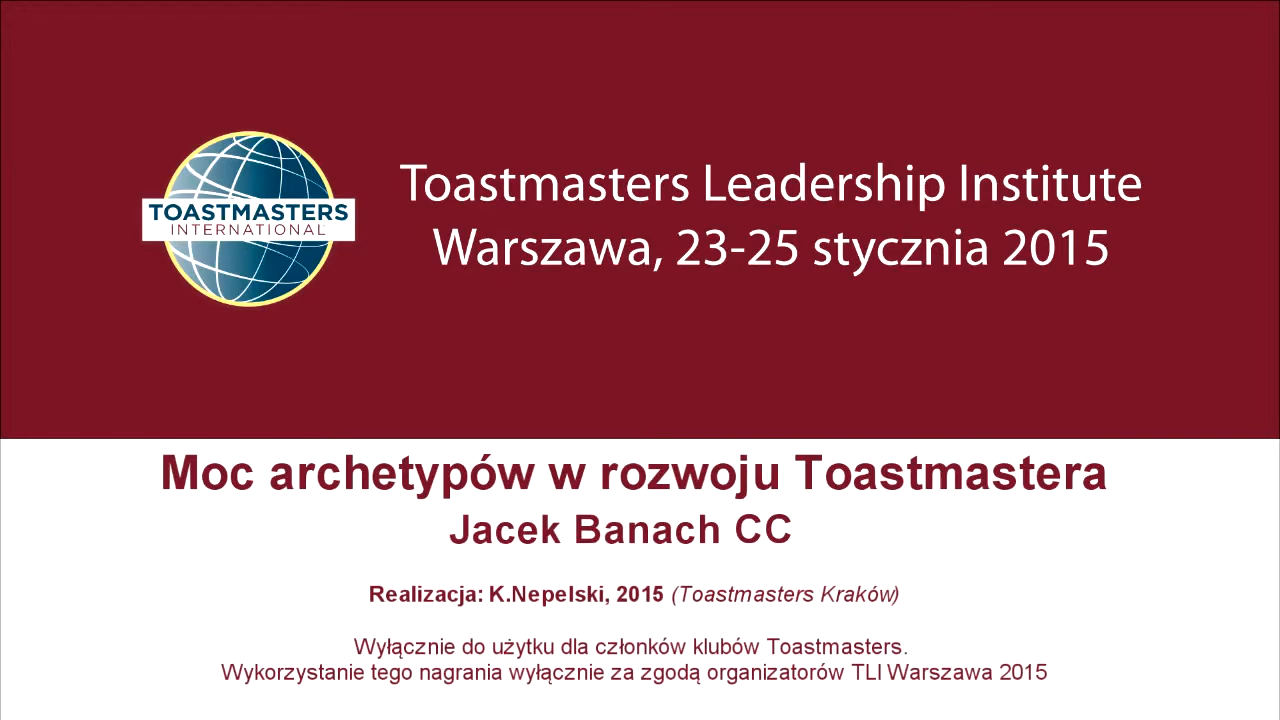 TOASTMASTERS
INTERNATIONAL
Toastmasters Leadership Institute
Warszawa, 23-25 stycznia 2015
Moc archetypów w rozwoju Toastmastera
Jacek Banach CC
Realizacja: K.Nepelski, 2015 (Toastmasters Kraków)
Wyłącznie do użytku dla członków klubów Toastmasters.
Wykorzystanie tego nagrania wyłącznie za zgodą organizatorów TLI Warszawa 2015